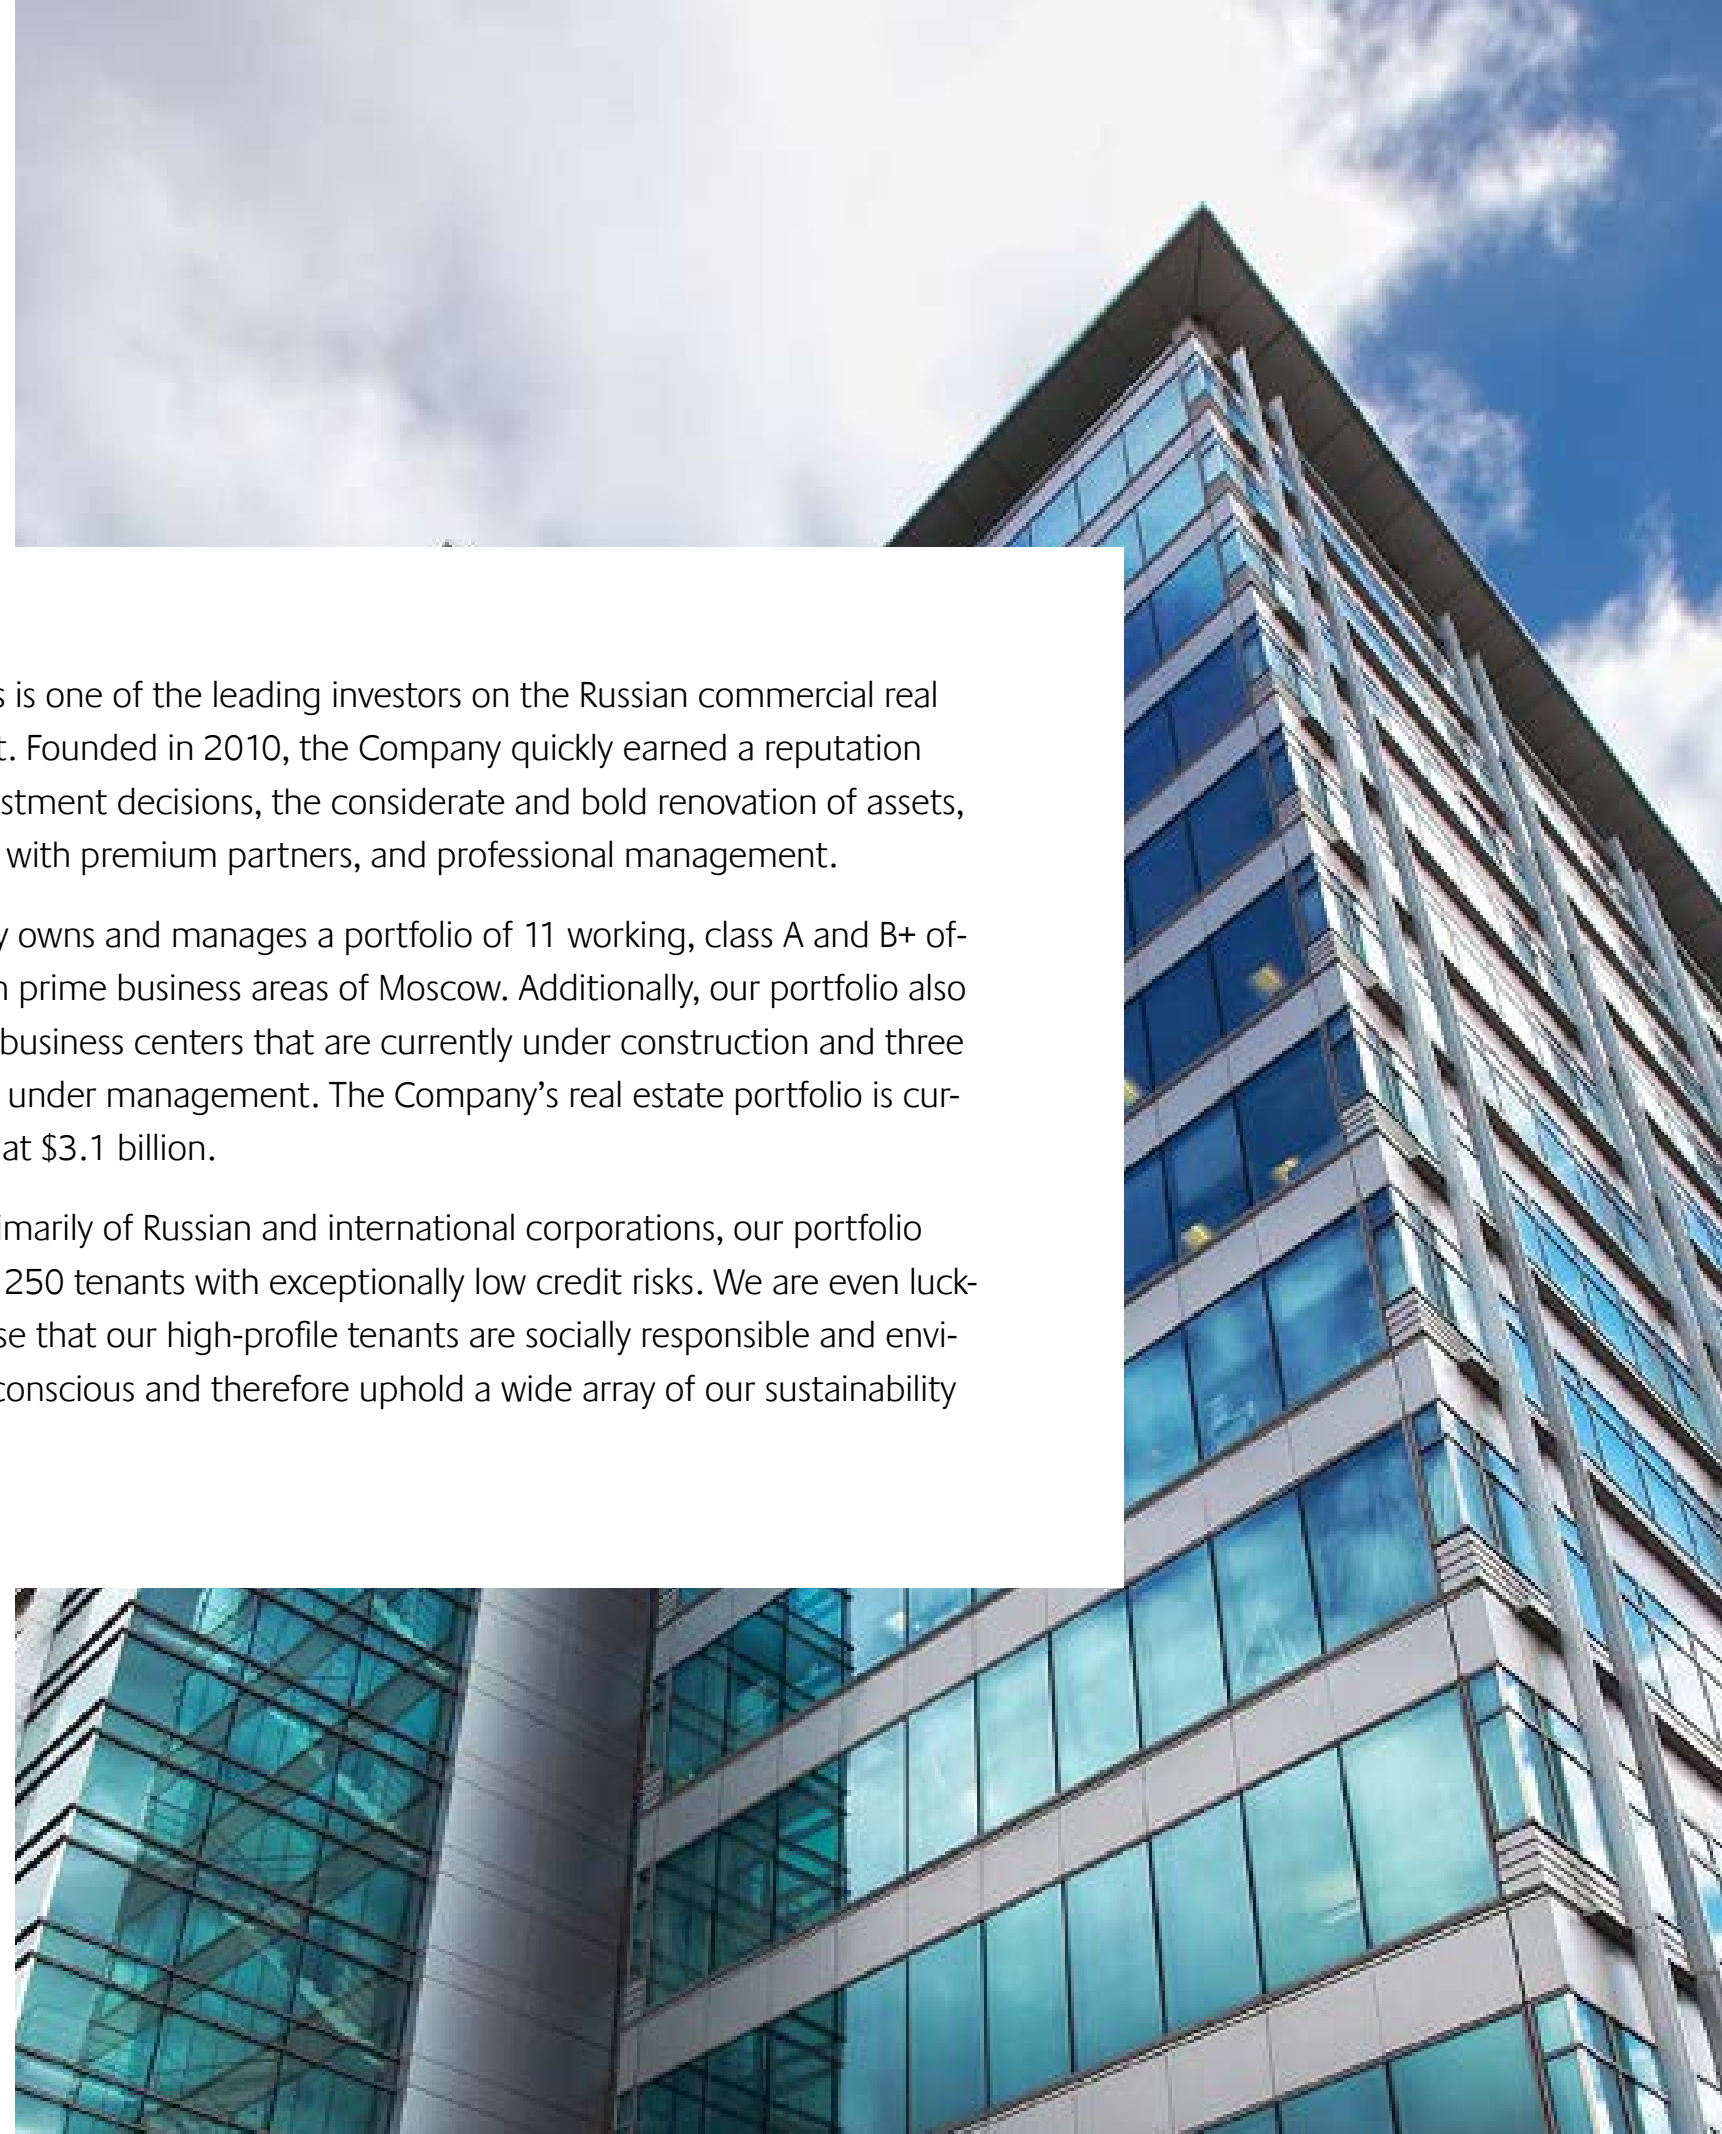 s is one of the leading investors on the Russian commercial real
t. Founded in 2010, the Company quickly earned a reputation
stment decisions, the considerate and bold renovation of assets,
with premium partners, and professional management.
y owns and manages a portfolio of 11 working, class A and B+ of-
n prime business areas of Moscow. Additionally, our portfolio also
business centers that are currently under construction and three
under management. The Company’s real estate portfolio is cur-
at $3.1 billion.
imarily of Russian and international corporations, our portfolio
250 tenants with exceptionally low credit risks. We are even luck-
se that our high-profile tenants are socially responsible and envi-
conscious and therefore uphold a wide array of our sustainability